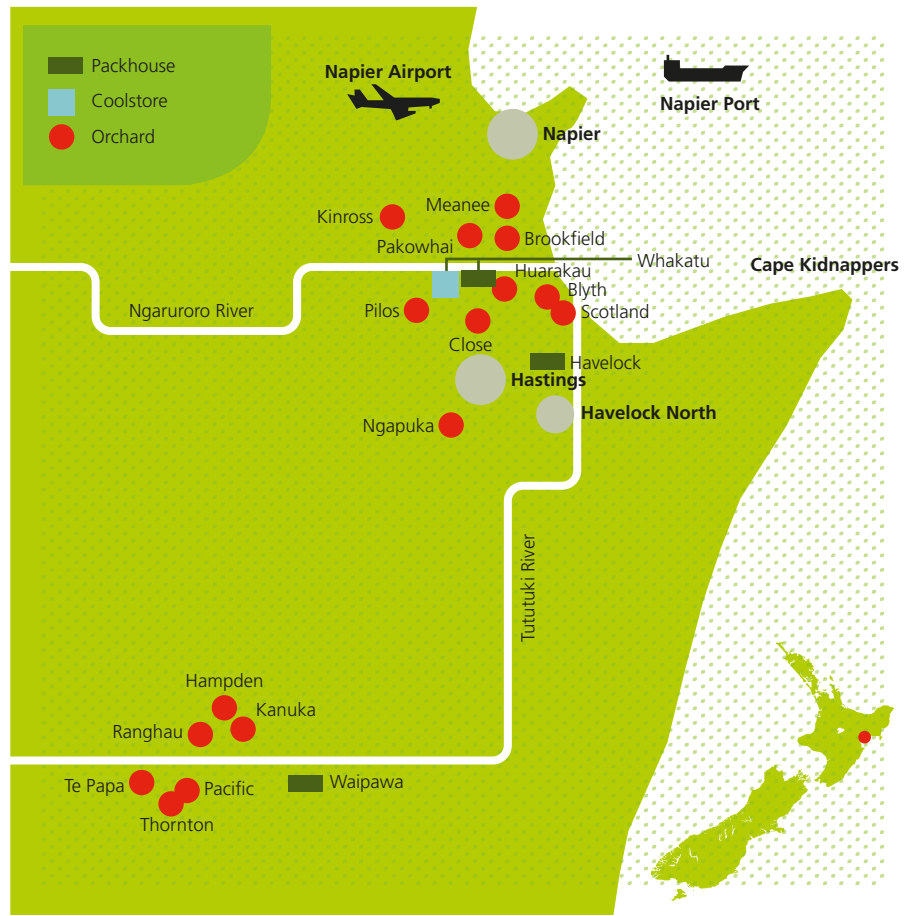 Packhouse
Coolstore
Orchard
Napier Airport
Napier Port
Napier
Kinross
Meanee
Pakowhai
Brookfield
Whakatu
Cape Kidnappers
Huarakau
Blyth
Ngaruroro River
Pilos
Scotland
Close
Havelock
Hastings
Havelock North
Ngapuka
Tututuki River
Hampden
Kanuka
Ranghau
Te Papa
Pacific
Waipawa
Thornton